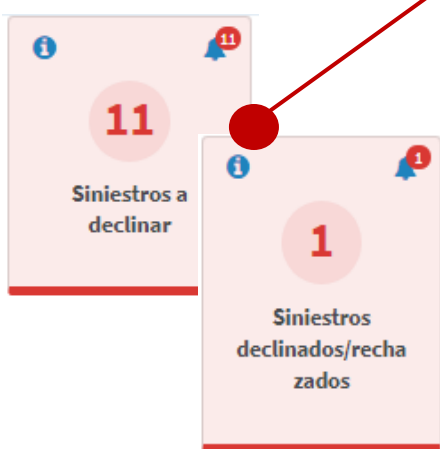 11
11
Siniestros a
declinar
1
1
Siniestros
declinados/recha
zados